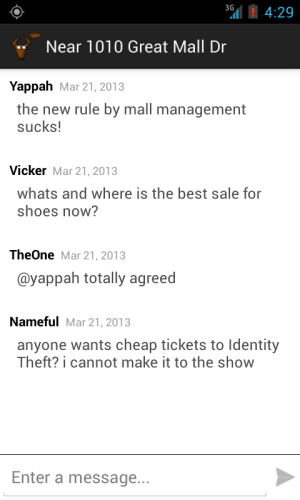 3G 4:29
Near 1010 Great Mall Dr
Yappah Mar 21, 2013
the new rule by mall management
sucks!
Vicker Mar 21, 2013
whats and where is the best sale for
shoes now?
TheOne Mar 21, 2013
@yappah totally agreed
Nameful Mar 21, 2013
anyone wants cheap tickets to Identity
Theft? i cannot make it to the show
Enter a message...